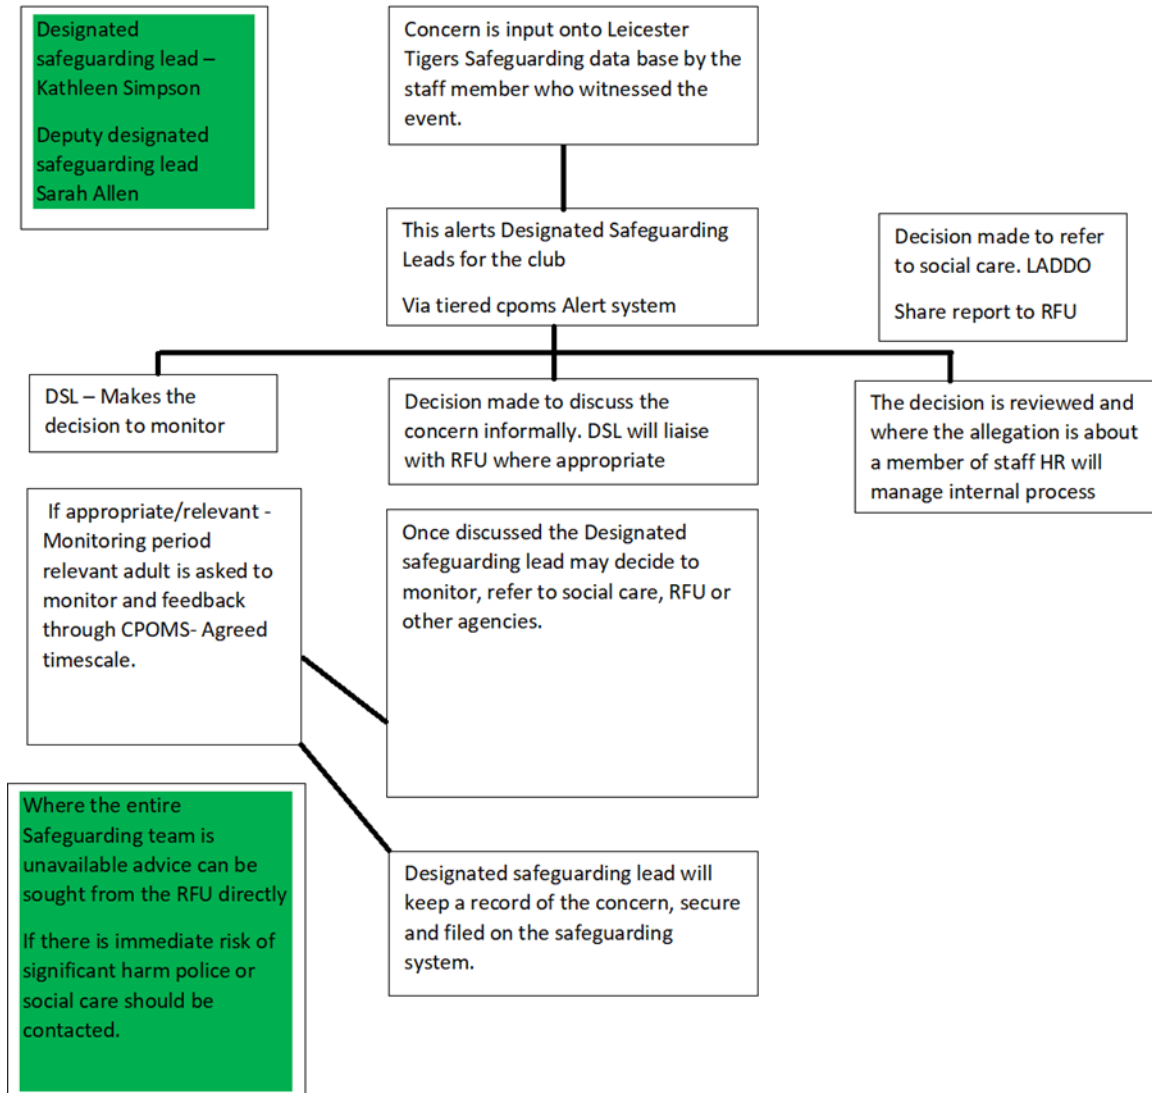 Designated
safeguarding lead –
Kathleen Simpson
Deputy designated
safeguarding lead
Sarah Allen
Concern is input onto Leicester
Tigers Safeguarding data base by the
staff member who witnessed the
event.
This alerts Designated Safeguarding
Leads for the club
Via tiered cpoms Alert system
Decision made to refer
to social care. LADDO
Share report to RFU
DSL – Makes the
decision to monitor
Decision made to discuss the
concern informally. DSL will liaise
with RFU where appropriate
The decision is reviewed and
where the allegation is about
a member of staff HR will
manage internal process
If appropriate/relevant -
Monitoring period
relevant adult is asked to
monitor and feedback
through CPOMS- Agreed
timescale.
Once discussed the Designated
safeguarding lead may decide to
monitor, refer to social care, RFU or
other agencies.
Where the entire
Safeguarding team is
unavailable advice can be
sought from the RFU directly
If there is immediate risk of
significant harm police or
social care should be
contacted.
Designated safeguarding lead will
keep a record of the concern, secure
and filed on the safeguarding
system.